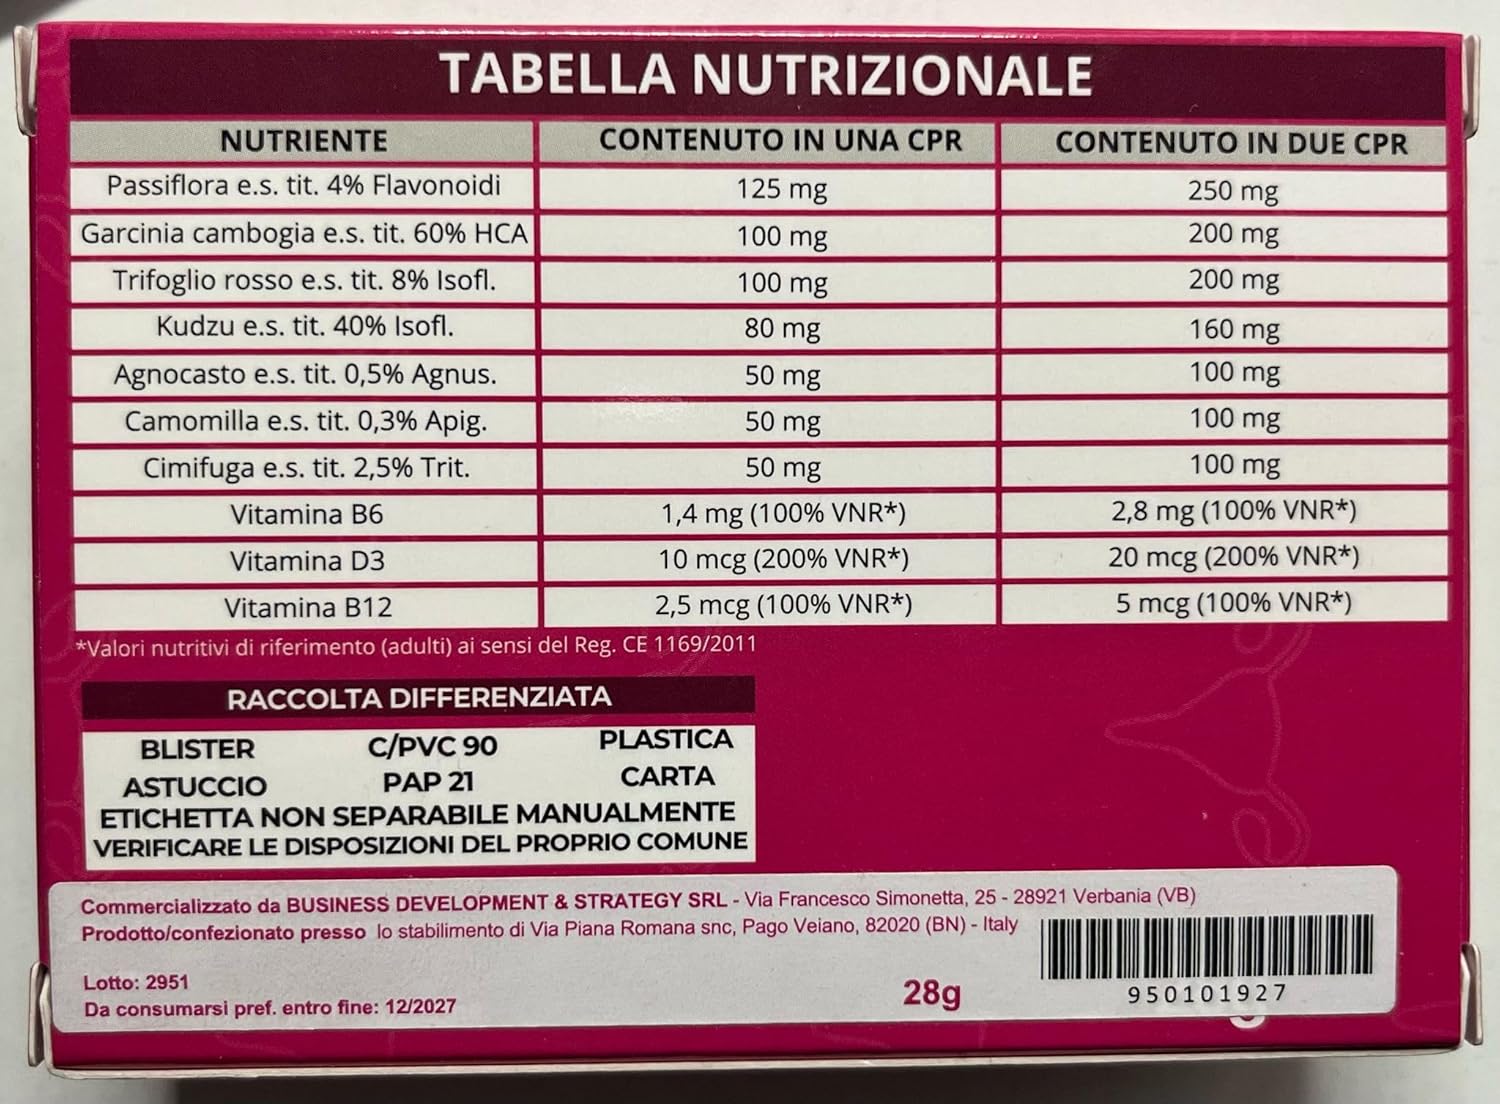 TABELLA NUTRIZIONALE
NUTRIENTE CONTENUTO IN UNA CPR CONTENUTO IN DUE CPR
Passiflora e.s. tit. 4% Flavonoidi 125 mg 250 mg
Garcinia cambogia e.s. tit. 60% HCA 100 mg 200 mg
Trifoglio rosso e.s. tit. 8% Isofl. 100 mg 200 mg
Kudzu e.s. tit. 40% Isofl. 80 mg 160 mg
Agnocasto e.s. tit. 0,5% Agnus. 50 mg 100 mg
Camomilla e.s. tit. 0,3% Apig. 50 mg 100 mg
Cimifuga e.s. tit. 2,5% Trit. 50 mg 100 mg
Vitamina B6 1,4 mg (100% VNR*) 2,8 mg (100% VNR*)
Vitamina D3 10 mcg (200% VNR*) 20 mcg (200% VNR*)
Vitamina B12 2,5 mcg (100% VNR*) 5 mcg (100% VNR*)
*Valori nutritivi di riferimento (adulti) ai sensi del Reg. CE 1169/2011
RACCOLTA DIFFERENZIATA
BLISTER C/PVC 90 PLASTICA
ASTUCCIO PAP 21 CARTA
ETICHETTA NON SEPARABILE MANUALMENTE
VERIFICARE LE DISPOSIZIONI DEL PROPRIO COMUNE
Commercializzato da BUSINESS DEVELOPMENT & STRATEGY SRL - Via Francesco Simonetta, 25 - 28921 Verbania (VB)
Prodotto/confezionato presso lo stabilimento di Via Piana Romana snc, Pago Veiano, 82020 (BN) - Italy
Lotto: 2951
Da consumarsi pref. entro fine: 12/2027
28g
950101927